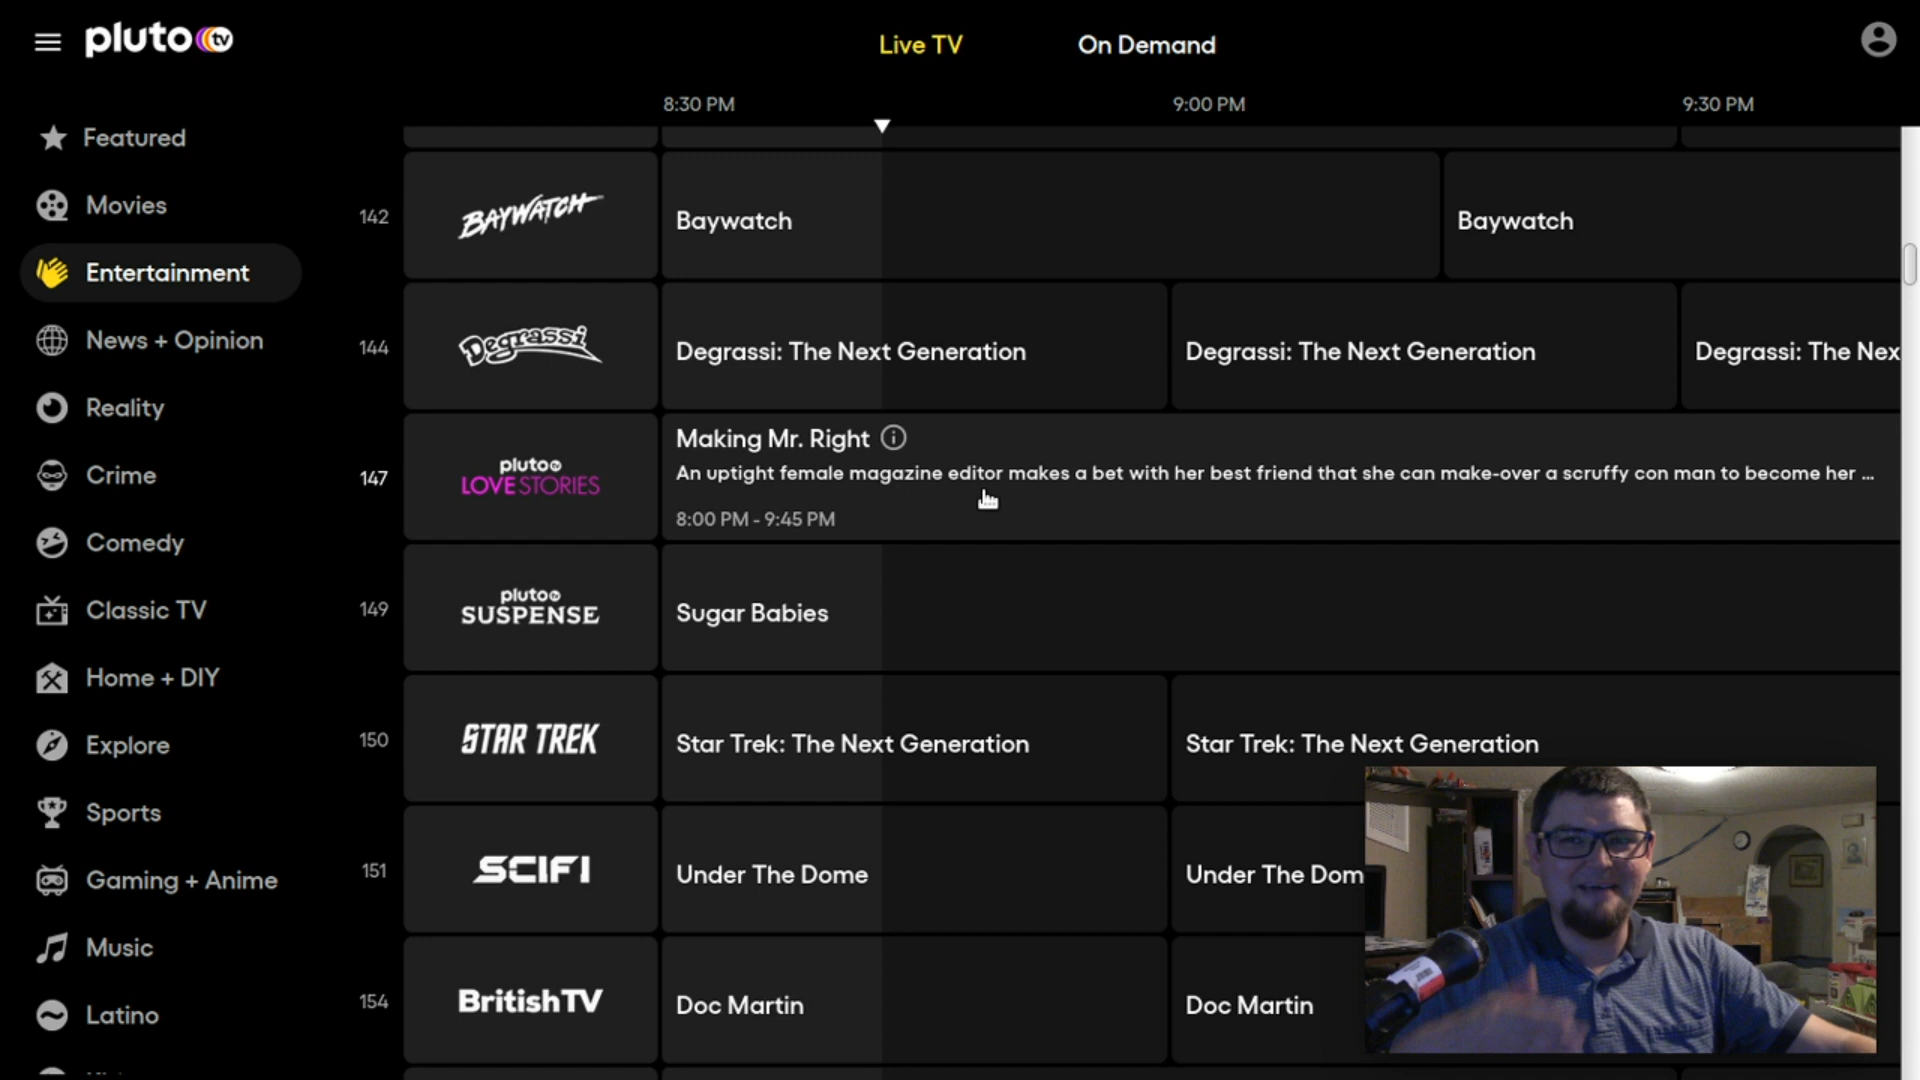 pluto tv
Live TV
On Demand
8:30 PM
9:00 PM
9:30 PM
Featured
Movies
Entertainment
News + Opinion
Reality
Crime
Comedy
Classic TV
Home + DIY
Explore
Sports
Gaming + Anime
Music
Latino
142
BAYWATCH
Baywatch
Baywatch
144
Degrassi
Degrassi: The Next Generation
Degrassi: The Next Generation
Degrassi: The Nex
147
pluto tv
LOVE STORIES
Making Mr. Right
An uptight female magazine editor makes a bet with her best friend that she can make-over a scruffy con man to become her ...
8:00 PM - 9:45 PM
149
pluto tv
SUSPENSE
Sugar Babies
150
STAR TREK
Star Trek: The Next Generation
Star Trek: The Next Generation
151
SCIFI
Under The Dome
Under The Dom
154
BritishTV
Doc Martin
Doc Martin